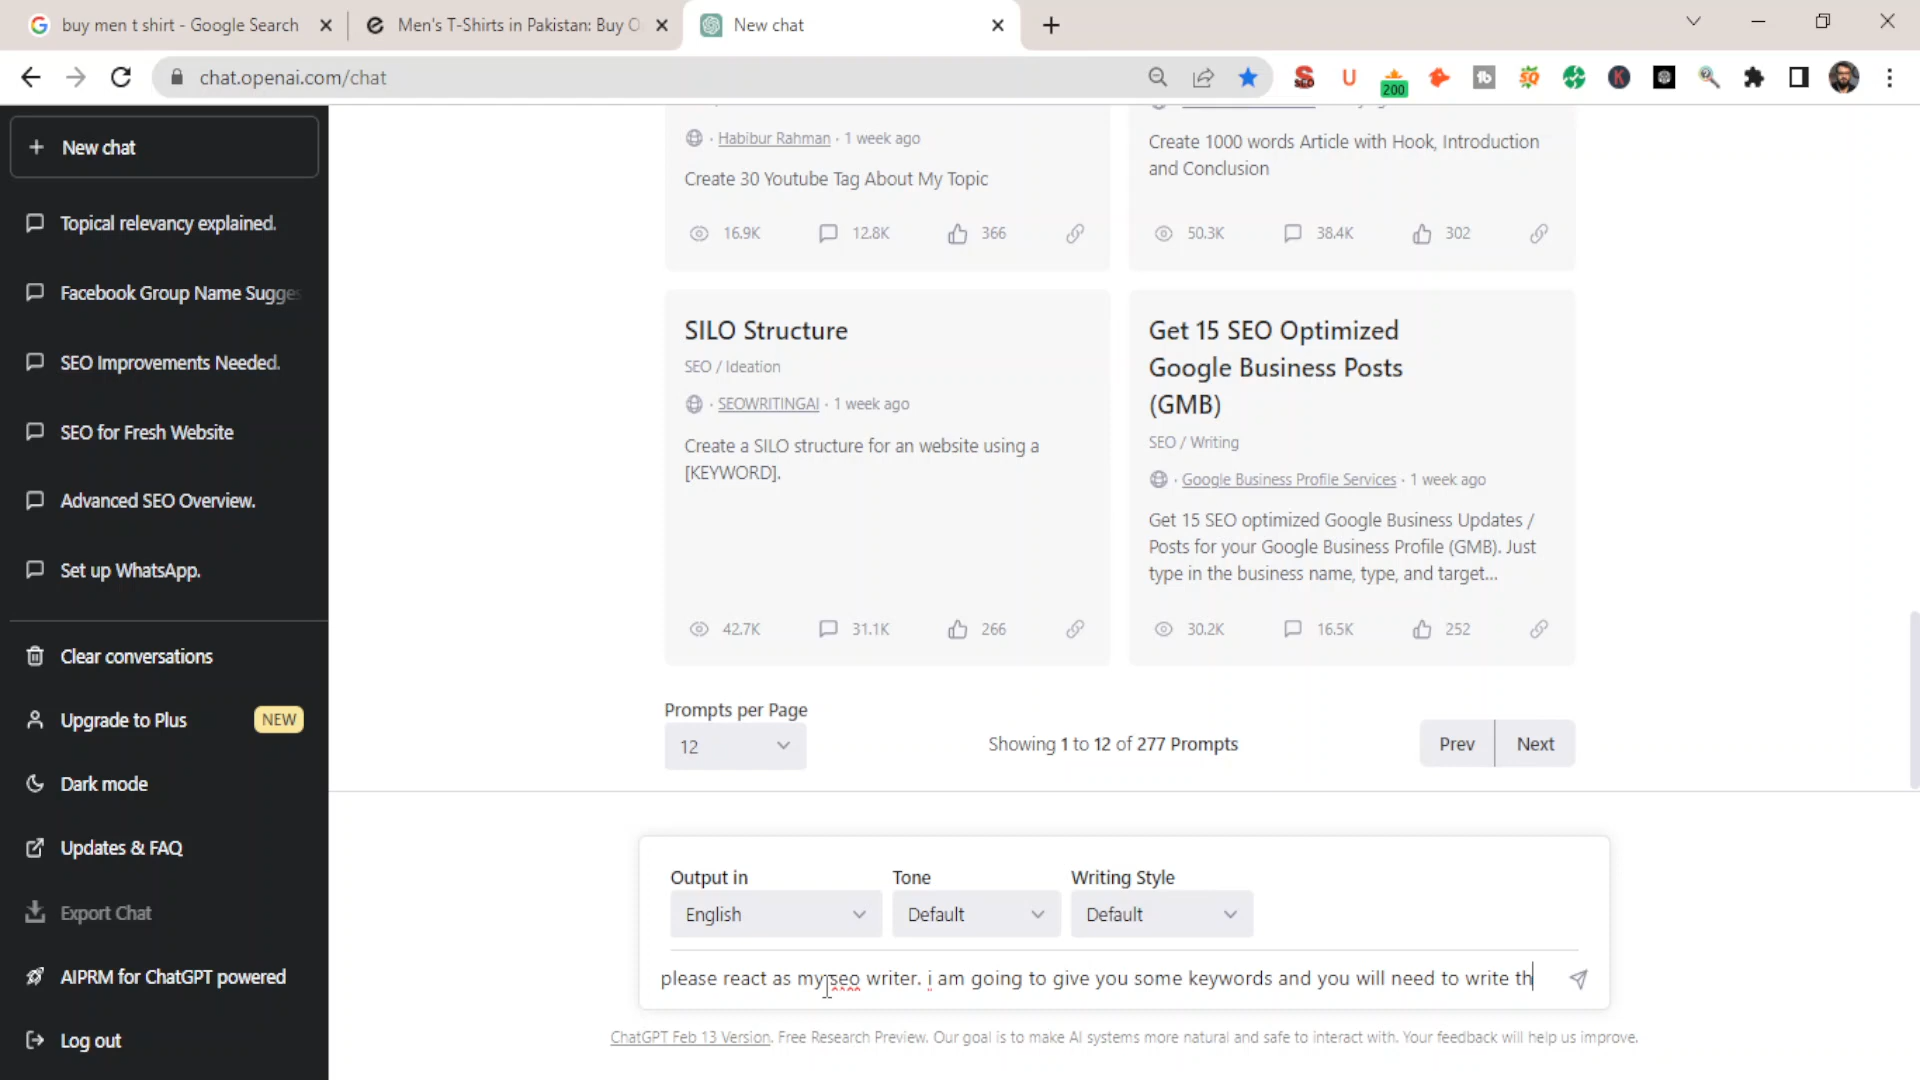 buy men t shirt - Google Search
Men's T-Shirts in Pakistan: Buy O
New chat
chat.openai.com/chat
200
New chat
Topical relevancy explained.
Facebook Group Name Sugges
SEO Improvements Needed.
SEO for Fresh Website
Advanced SEO Overview.
Set up WhatsApp.
Clear conversations
Upgrade to Plus NEW
Dark mode
Updates & FAQ
Export Chat
AIPRM for ChatGPT powered
Log out
· Habibur Rahman · 1 week ago
Create 30 Youtube Tag About My Topic
16.9K 12.8K 366
Create 1000 words Article with Hook, Introduction
and Conclusion
50.3K 38.4K 302
SILO Structure
SEO / Ideation
· SEOWRITINGAI · 1 week ago
Create a SILO structure for an website using a
[KEYWORD].
42.7K 31.1K 266
Get 15 SEO Optimized
Google Business Posts
(GMB)
SEO / Writing
· Google Business Profile Services · 1 week ago
Get 15 SEO optimized Google Business Updates /
Posts for your Google Business Profile (GMB). Just
type in the business name, type, and target...
30.2K 16.5K 252
Prompts per Page
12
Showing 1 to 12 of 277 Prompts
Prev Next
Output in Tone Writing Style
English Default Default
please react as my seo writer. i am going to give you some keywords and you will need to write th
ChatGPT Feb 13 Version. Free Research Preview. Our goal is to make AI systems more natural and safe to interact with. Your feedback will help us improve.